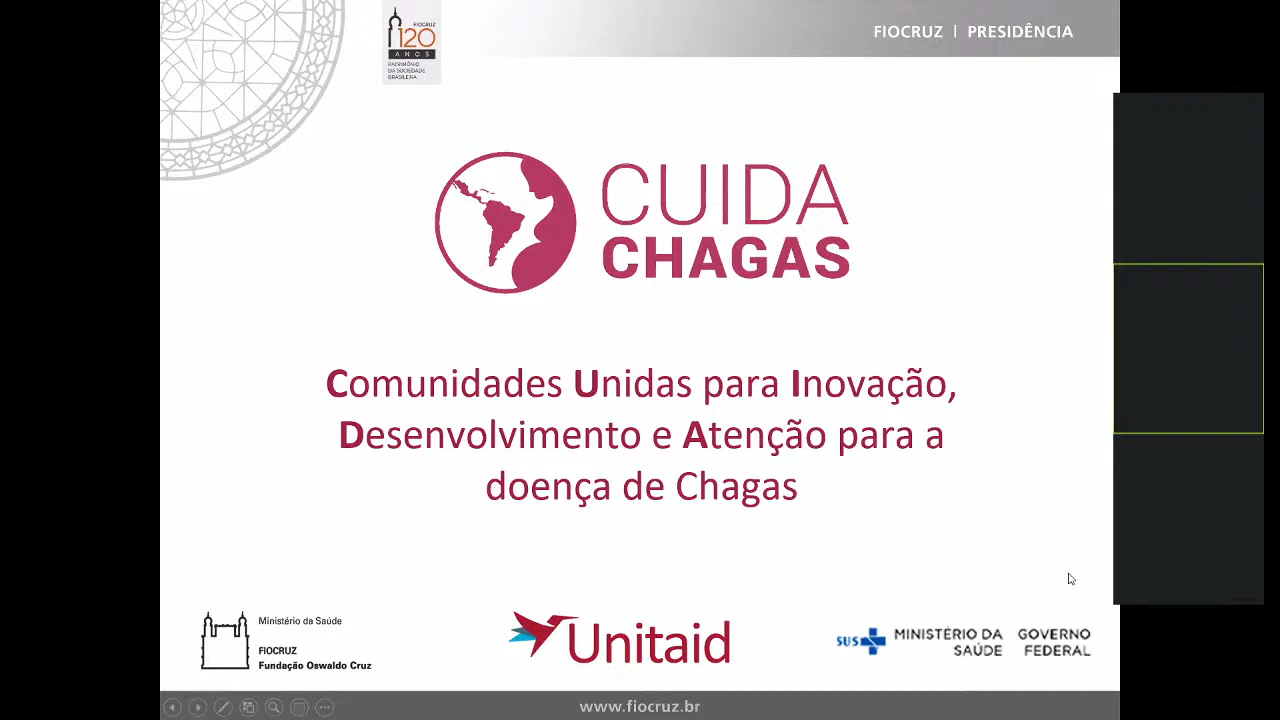 FIOCRUZ
120
ANOS
PATRIMÔNIO
DA SOCIEDADE
BRASILEIRA
FIOCRUZ | PRESIDÊNCIA
CUIDA
CHAGAS
Comunidades Unidas para Inovação,
Desenvolvimento e Atenção para a
doença de Chagas
Ministério da Saúde
FIOCRUZ
Fundação Oswaldo Cruz
Unitaid
SUS
MINISTÉRIO DA
SAÚDE
GOVERNO
FEDERAL
www.fiocruz.br